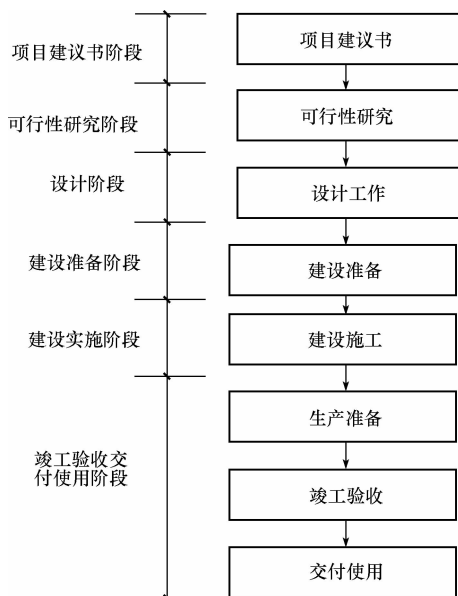 项目建议书阶段
项目建议书
可行性研究阶段
可行性研究
设计阶段
设计工作
建设准备阶段
建设准备
建设实施阶段
建设施工
生产准备
竣工验收交
付使用阶段
竣工验收
交付使用